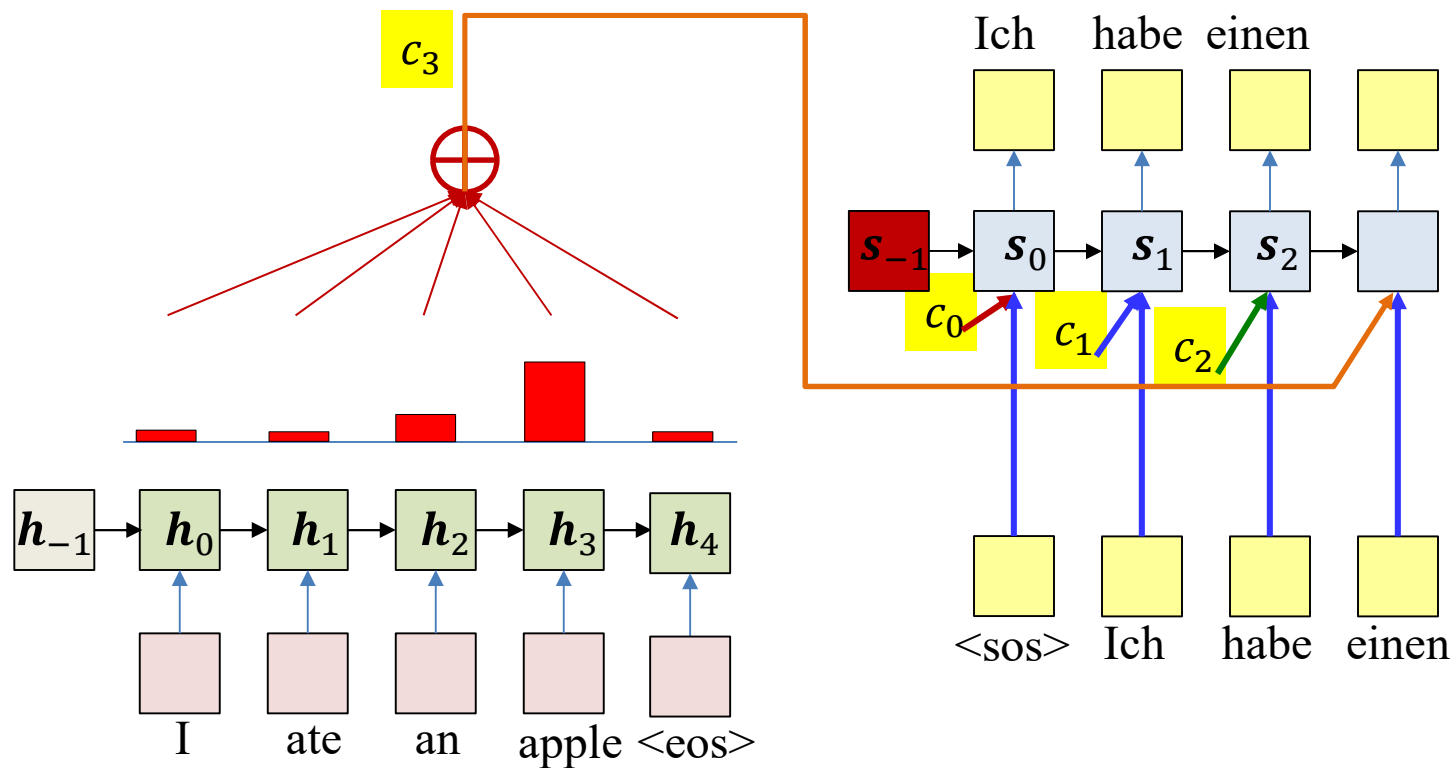 c₃
Ich habe einen
s₋₁ s₀ s₁ s₂
c₀ c₁ c₂
h₋₁ h₀ h₁ h₂ h₃ h₄
<sos> Ich habe einen
I ate an apple <eos>